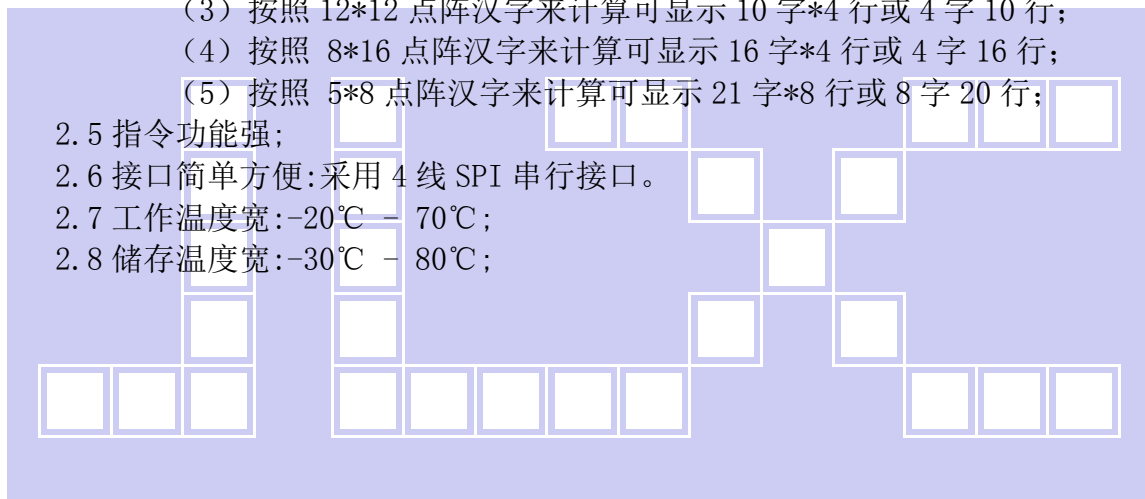 （3）按照 12*12 点阵汉字来计算可显示 10 字*4 行或 4 字 10 行；
（4）按照 8*16 点阵汉字来计算可显示 16 字*4 行或 4 字 16 行；
（5）按照 5*8 点阵汉字来计算可显示 21 字*8 行或 8 字 20 行；
2.5 指令功能强;
2.6 接口简单方便:采用 4 线 SPI 串行接口。
2.7 工作温度宽:-20℃ - 70℃;
2.8 储存温度宽:-30℃ - 80℃;